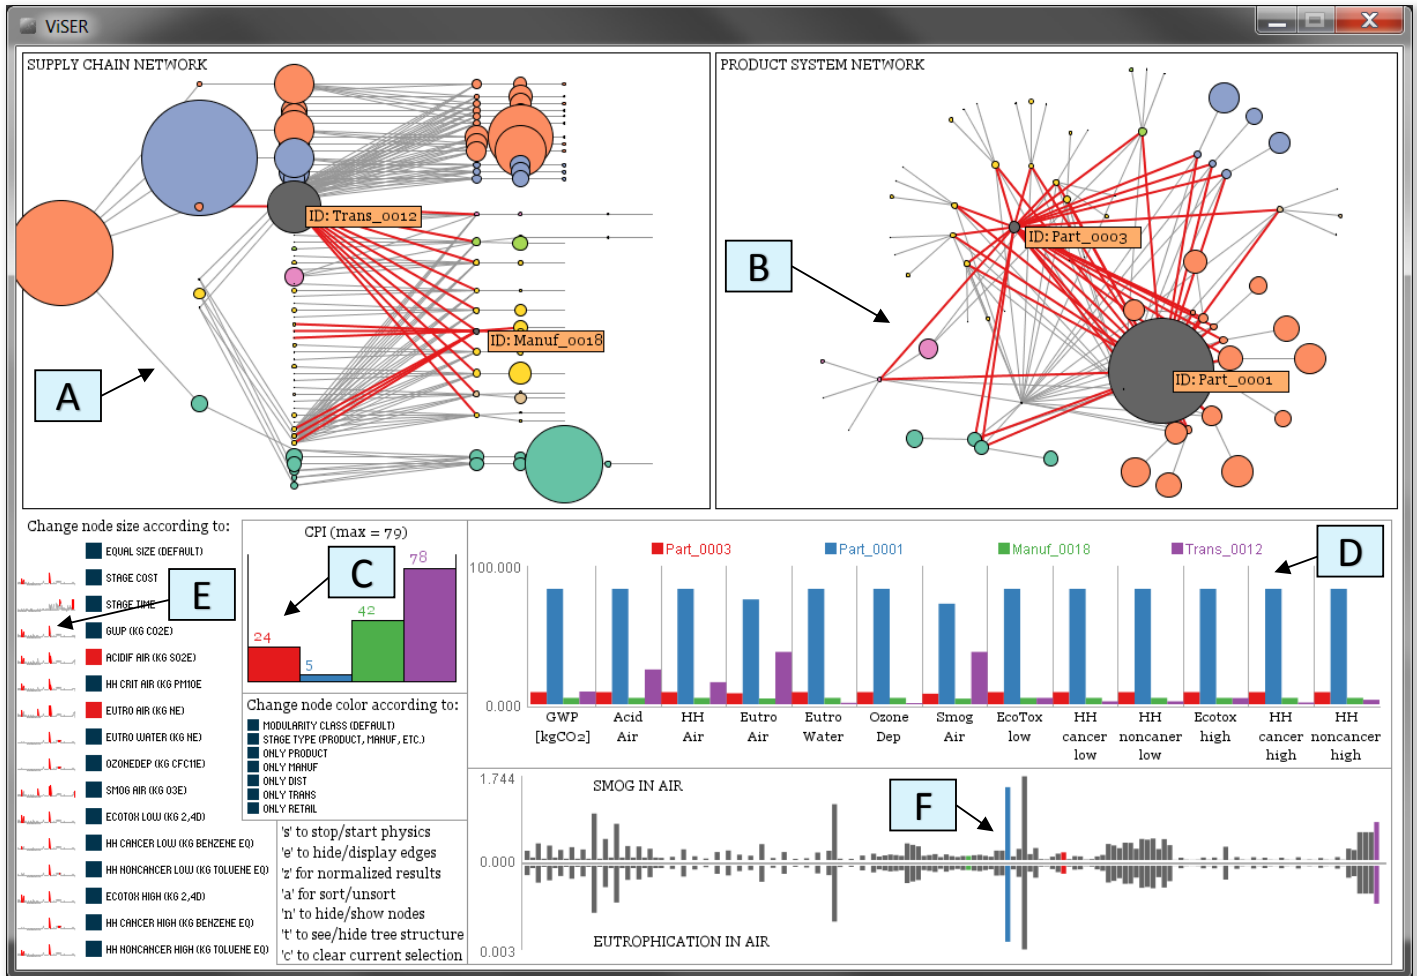 ViSER
SUPPLY CHAIN NETWORK
ID: Trans_0012
ID: Manuf_0018
A
PRODUCT SYSTEM NETWORK
ID: Part_0003
B
ID: Part_0001
Change node size according to:
EQUAL SIZE (DEFAULT)
STAGE COST
STAGE TIME
E
GWP (KG CO2E)
ACIDIF AIR (KG SO2E)
HH CRIT AIR (KG PM10E
EUTRO AIR (KG NE)
EUTRO WATER (KG NE)
OZONEDEP (KG CFC11E)
SMOG AIR (KG O3E)
ECOTOX LOW (KG 2,4D)
HH CANCER LOW (KG BENZENE EQ)
HH NONCANCER LOW (KG TOLUENE EQ)
ECOTOX HIGH (KG 2,4D)
HH CANCER HIGH (KG BENZENE EQ)
HH NONCANCER HIGH (KG TOLUENE EQ)
CPI (max = 79)
C
24
5
42
78
Change node color according to:
MODULARITY CLASS (DEFAULT)
STAGE TYPE (PRODUCT, MANUF, ETC.)
ONLY PRODUCT
ONLY MANUF
ONLY DIST
ONLY TRANS
ONLY RETAIL
's' to stop/start physics
'e' to hide/display edges
'z' for normalized results
'a' for sort/unsort
'n' to hide/show nodes
't' to see/hide tree structure
'c' to clear current selection
Part_0003 Part_0001 Manuf_0018 Trans_0012
D
100.000
0.000
GWP [kgCO2]
Acid Air
HH Air
Eutro Air
Eutro Water
Ozone Dep
Smog Air
EcoTox low
HH cancer low
HH noncaner low
Ecotox high
HH cancer high
HH noncancer high
1.744
SMOG IN AIR
F
0.000
0.003
EUTROPHICATION IN AIR